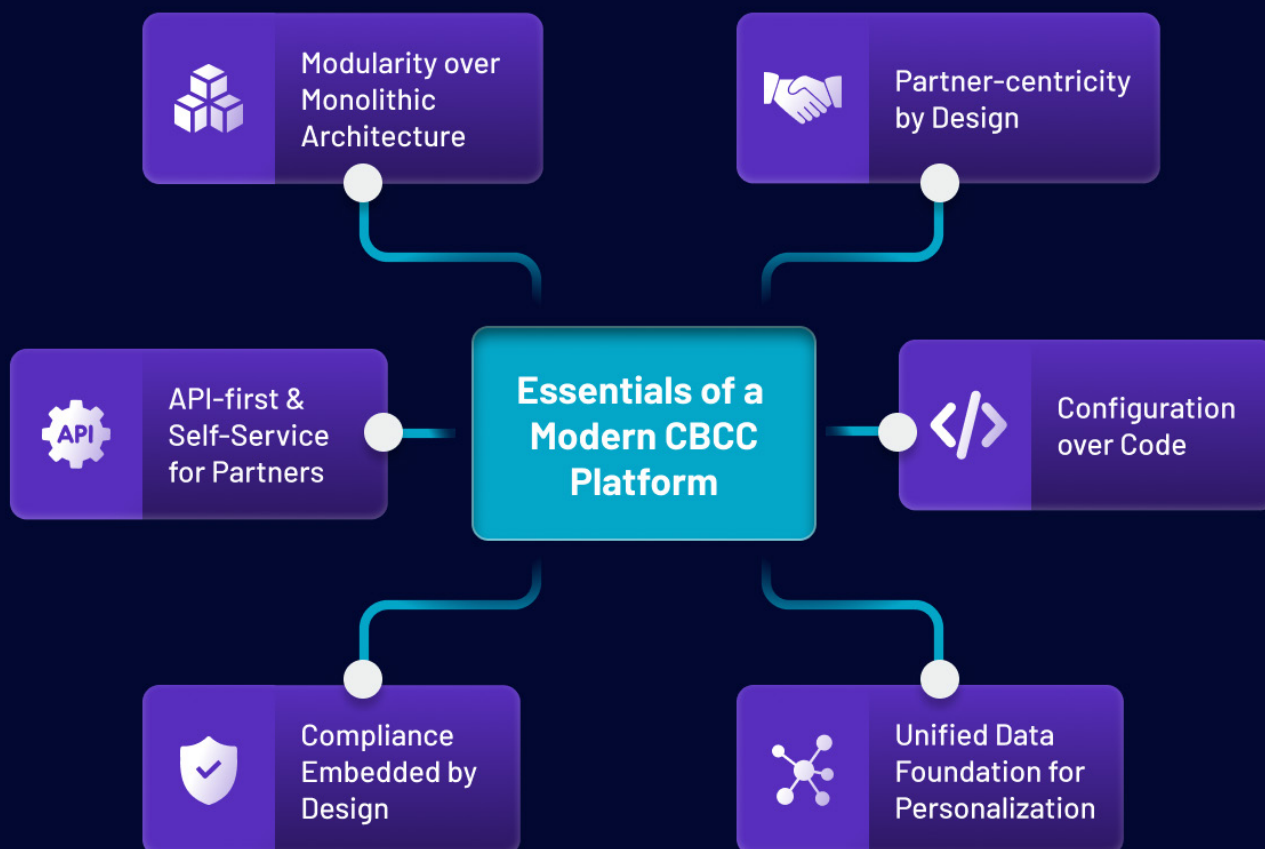 Modularity over
Monolithic
Architecture
Partner-centricity
by Design
API
API-first &
Self-Service
for Partners
Essentials of a
Modern CBCC
Platform
Configuration
over Code
Compliance
Embedded by
Design
Unified Data
Foundation for
Personalization